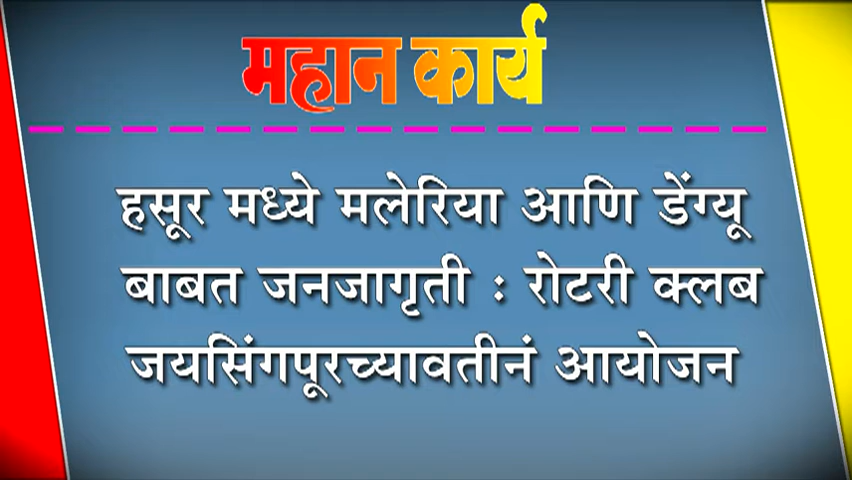 महान कार्य
हसूर मध्ये मलेरिया आणि डेंग्यू
बाबत जनजागृती : रोटरी क्लब
जयसिंगपूरच्यावतीनं आयोजन